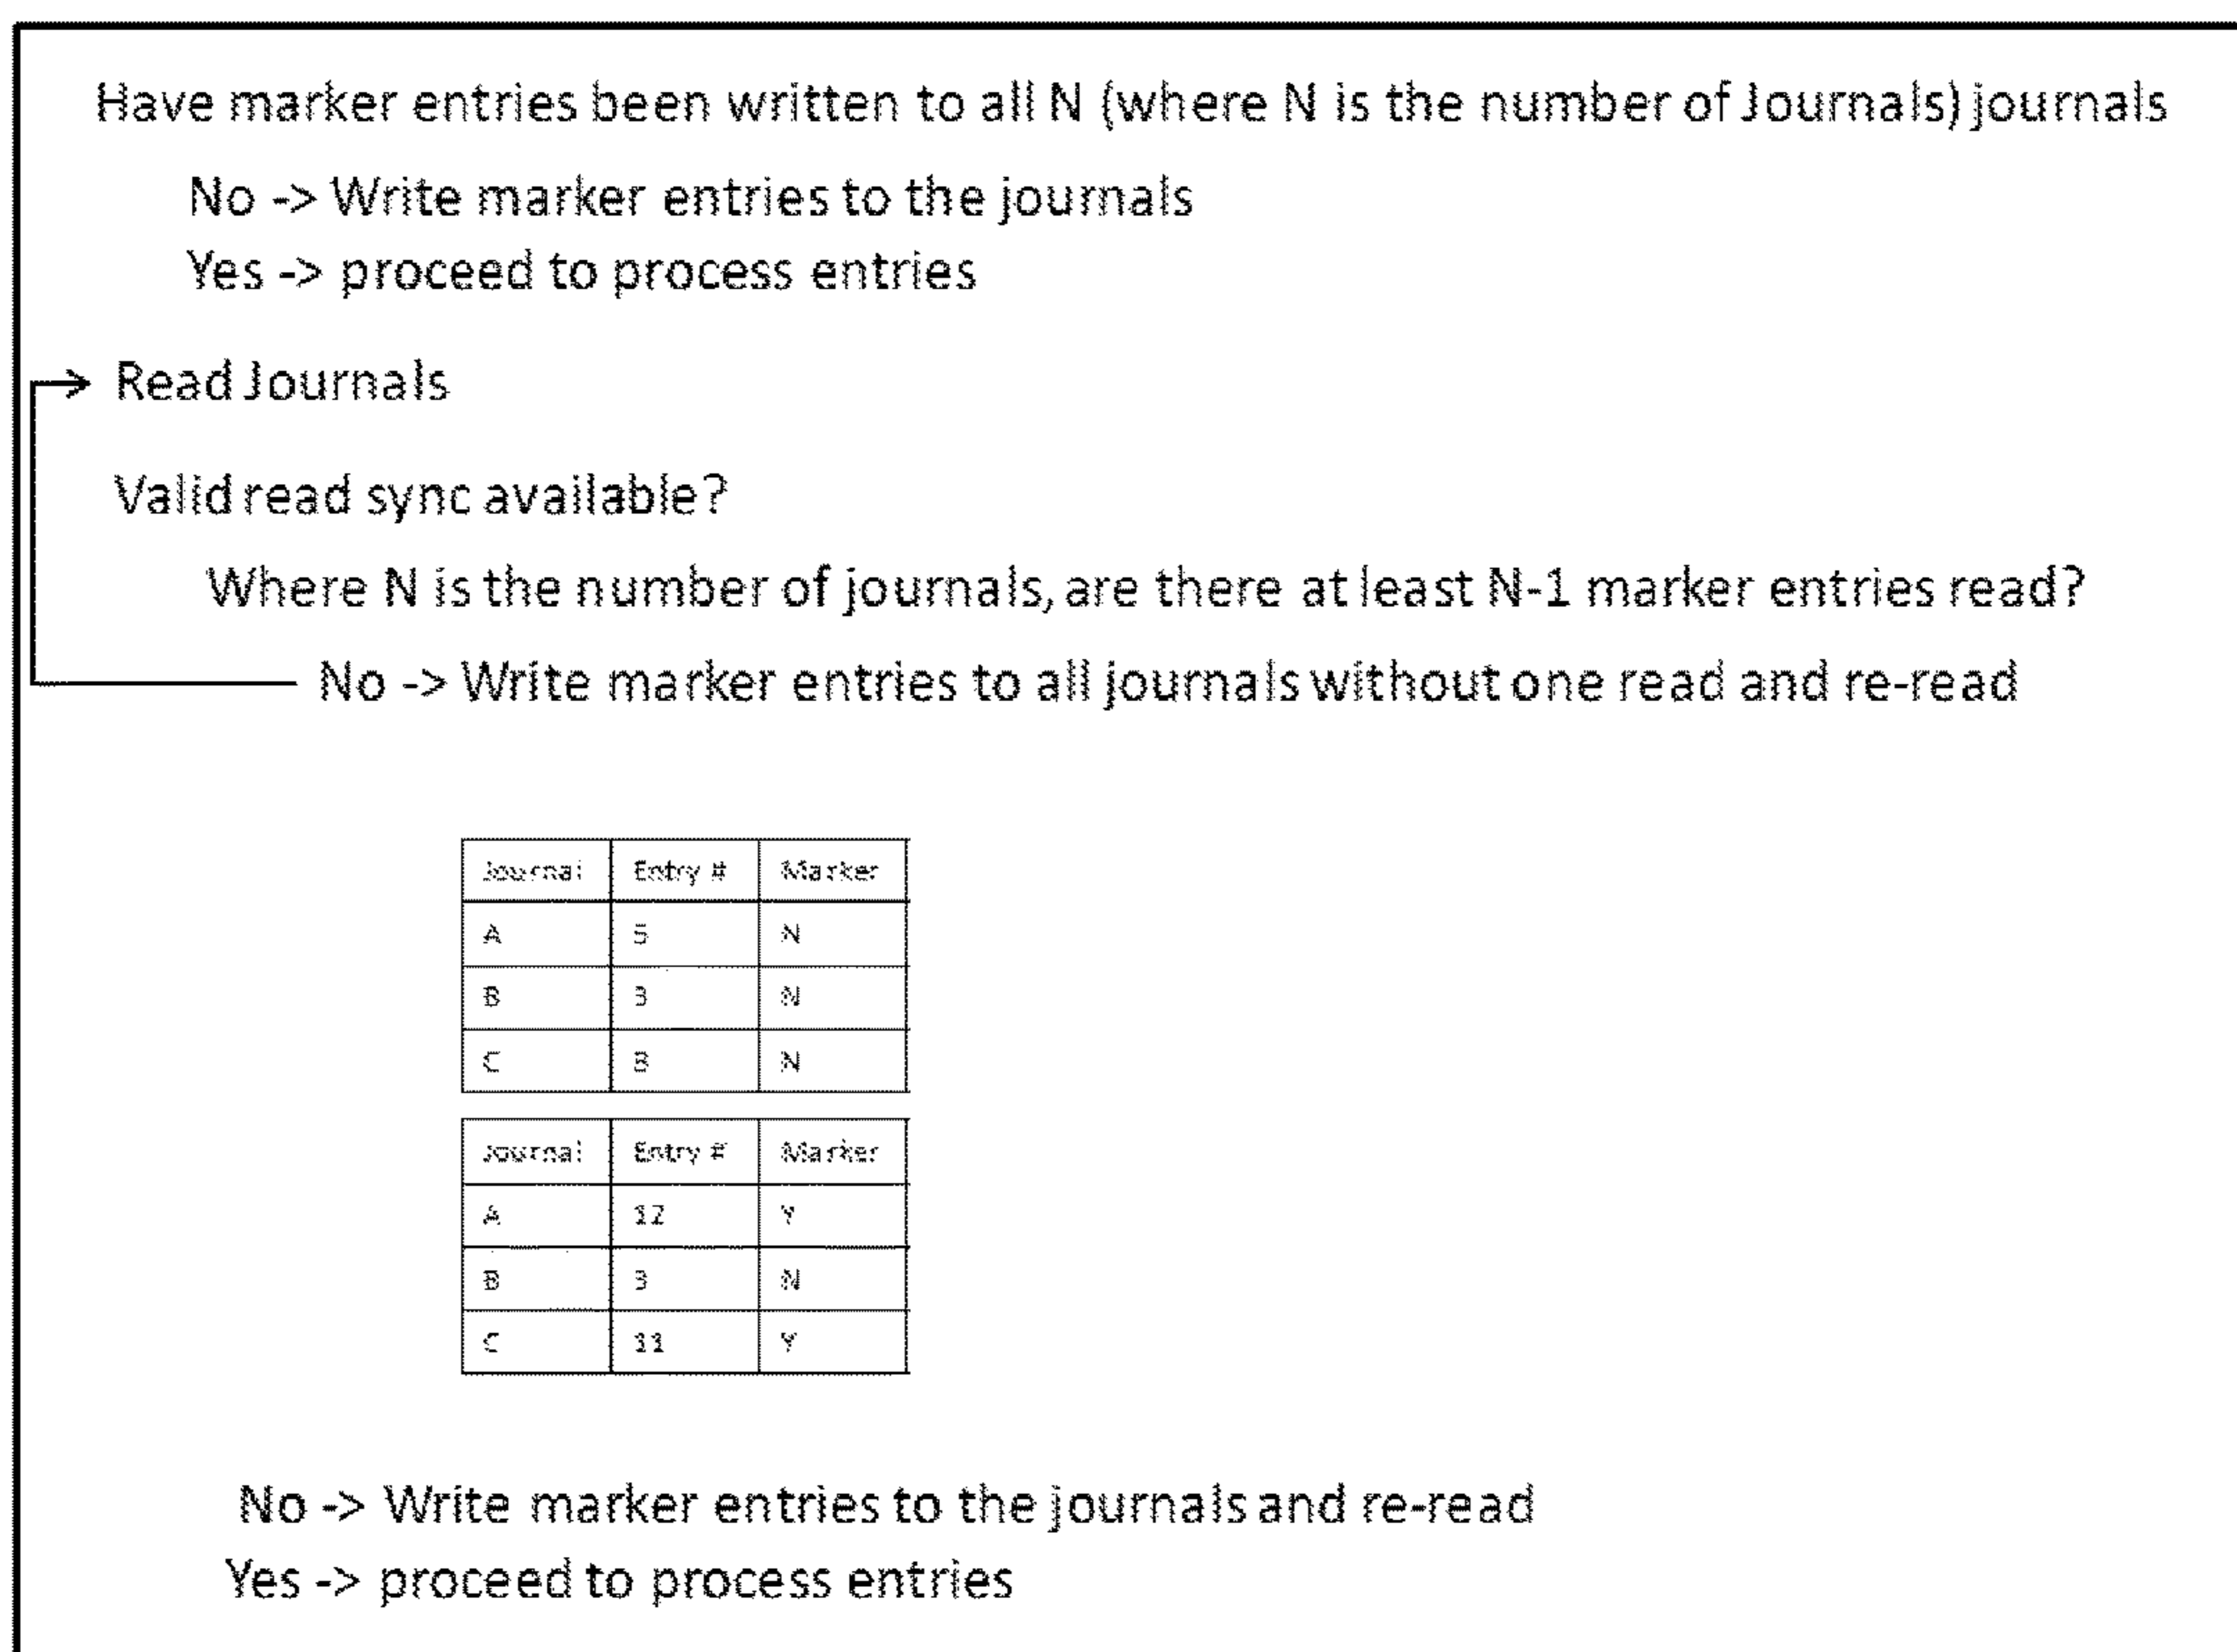 Have marker entries been written to all N (where N is the number of Journals) journals
No -> Write marker entries to the journals
Yes -> proceed to process entries
Read Journals
Valid read sync available?
Where N is the number of journals, are there at least N-1 marker entries read?
No -> Write marker entries to all journals without one read and re-read
Journal Entry # Marker
A 5 N
B 3 N
C 8 N
Journal Entry # Marker
A 12 Y
B 3 N
C 11 Y
No -> Write marker entries to the journals and re-read
Yes -> proceed to process entries